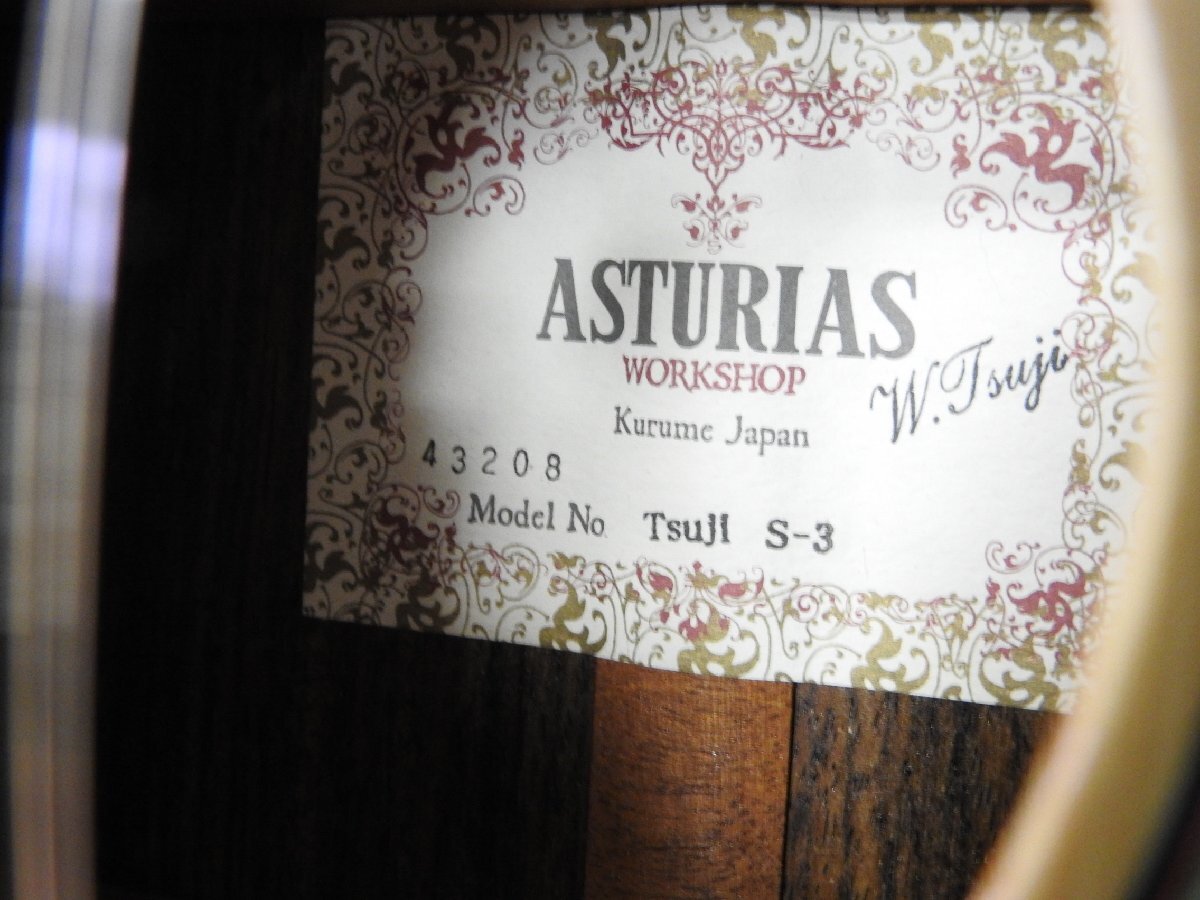 ASTURIAS
WORKSHOP
W. Tsuji
Kurume Japan
43208
Model No. Tsuji S-3